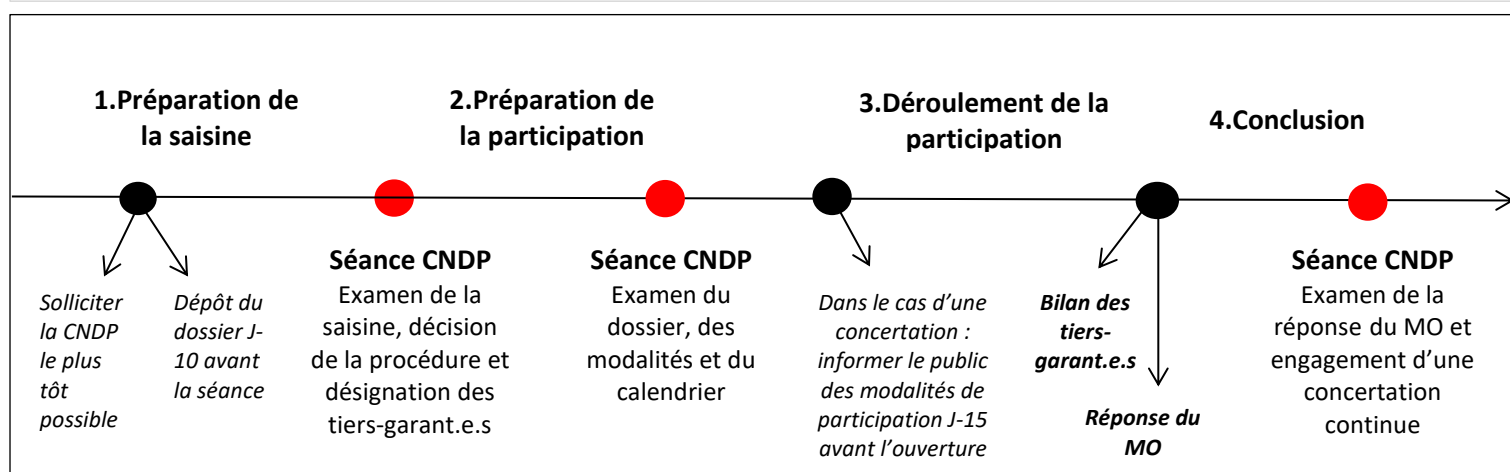 1.Préparation de
la saisine
2.Préparation de
la participation
3.Déroulement de la
participation
4.Conclusion
Solliciter
la CNDP
le plus
tôt
possible
Dépôt du
dossier J-
10 avant
la séance
Séance CNDP
Examen de la
saisine, décision
de la procédure et
désignation des
tiers-garant.e.s
Séance CNDP
Examen du
dossier, des
modalités et du
calendrier
Dans le cas d’une
concertation :
informer le public
des modalités de
participation J-15
avant l’ouverture
Bilan des
tiers-
garant.e.s
Réponse du
MO
Séance CNDP
Examen de la
réponse du MO et
engagement d’une
concertation
continue